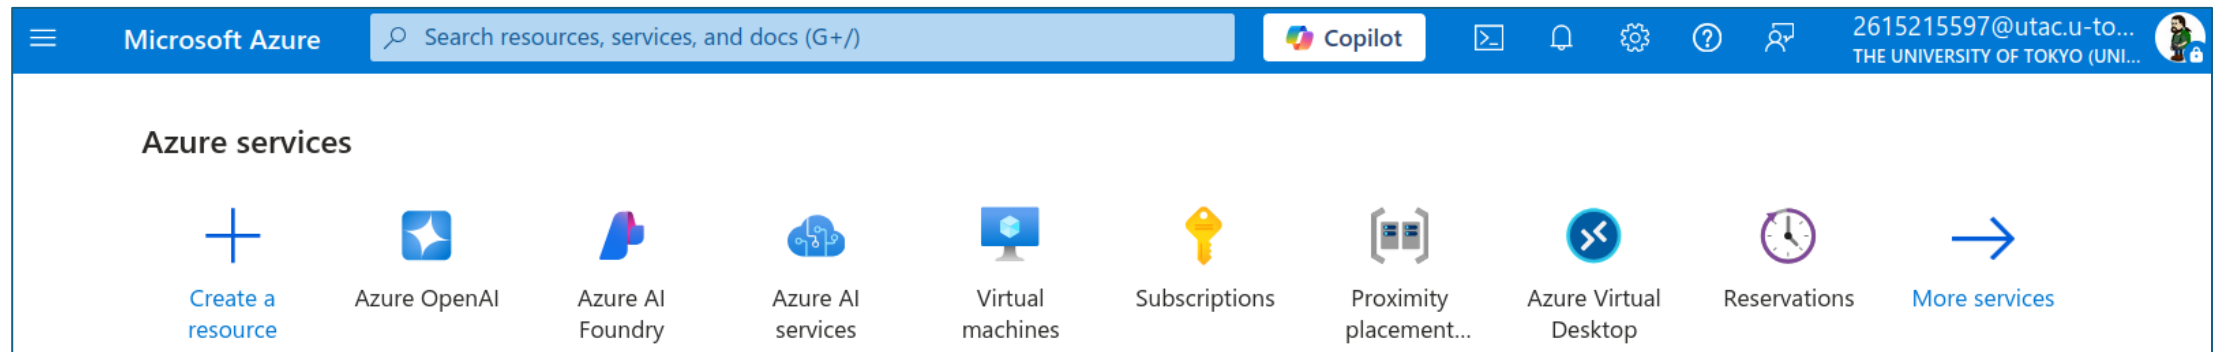 Microsoft Azure
Search resources, services, and docs (G+/)
Copilot
2615215597@utac.u-to...
THE UNIVERSITY OF TOKYO (UNI...
Azure services
Create a
resource
Azure OpenAI
Azure AI
Foundry
Azure AI
services
Virtual
machines
Subscriptions
Proximity
placement...
Azure Virtual
Desktop
Reservations
More services